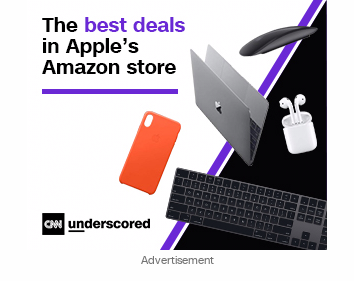 The best deals
in Apple's
Amazon store
CNN underscored
Advertisement